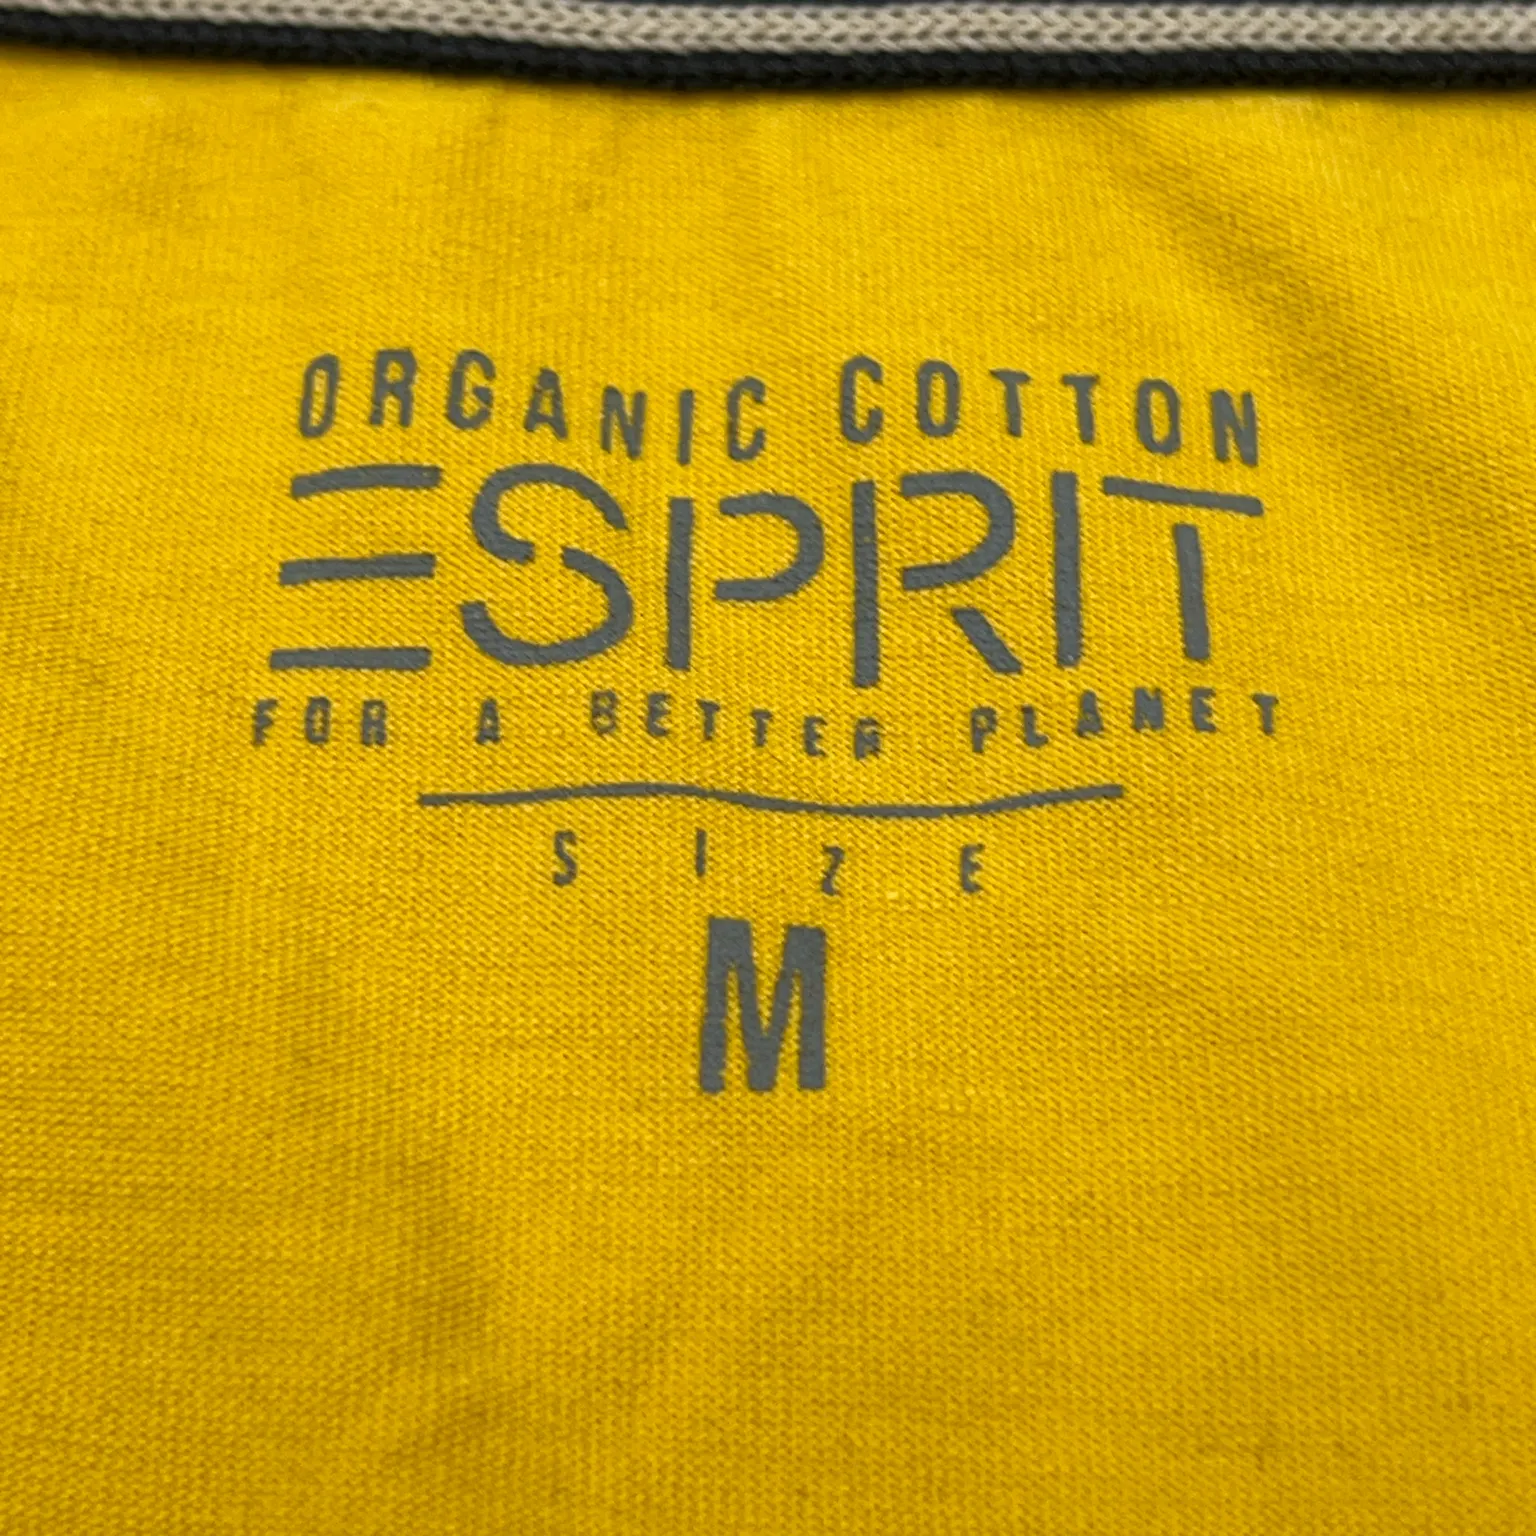 ORGANIC COTTON
ESPRIT
FOR A BETTER PLANET
SIZE
M